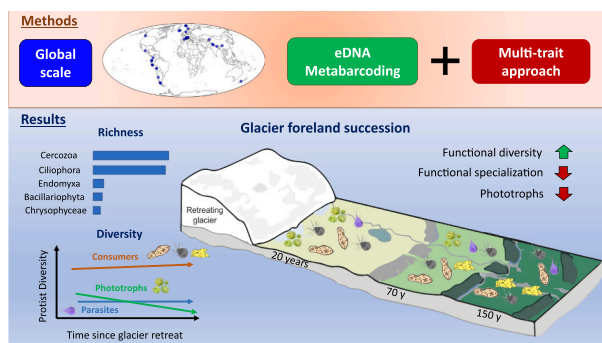 Methods
Global
scale
eDNA
Metabarcoding
+
Multi-trait
approach
Results
Richness
Cercozoa
Ciliophora
Endomyxa
Bacillariophyta
Chrysophyceae
Glacier foreland succession
Functional diversity
Functional specialization
Phototrophs
Retreating
glacier
20 years
70 y
150 y
Diversity
Consumers
Phototrophs
Parasites
Protist Diversity
Time since glacier retreat